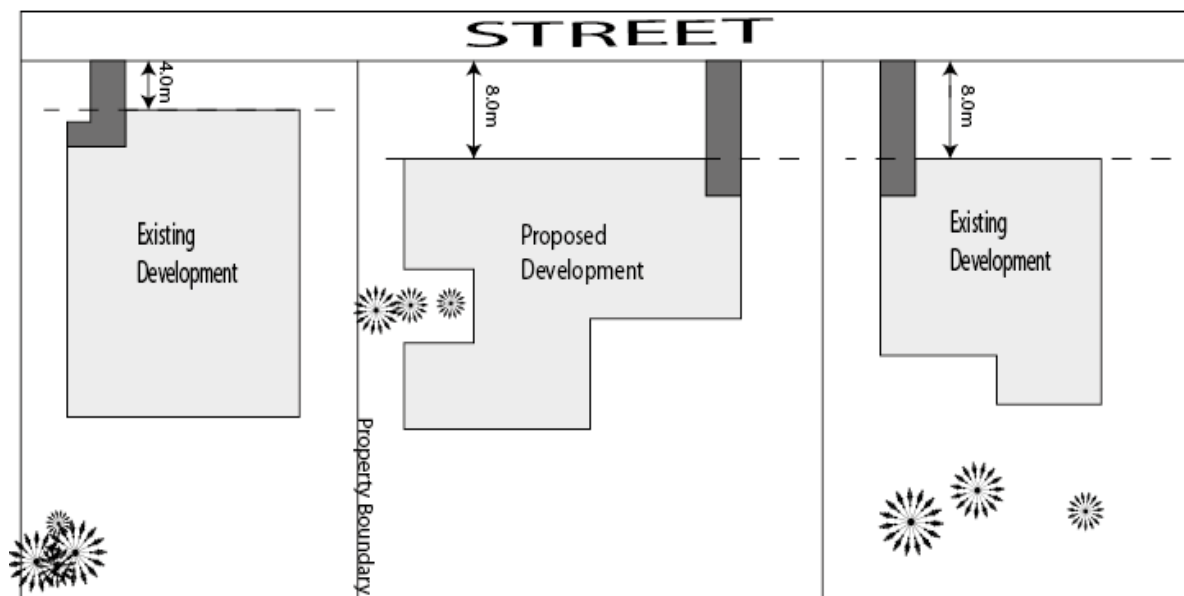 STREET
4.0m
8.0m
8.0m
Existing
Development
Proposed
Development
Existing
Development
Property Boundary